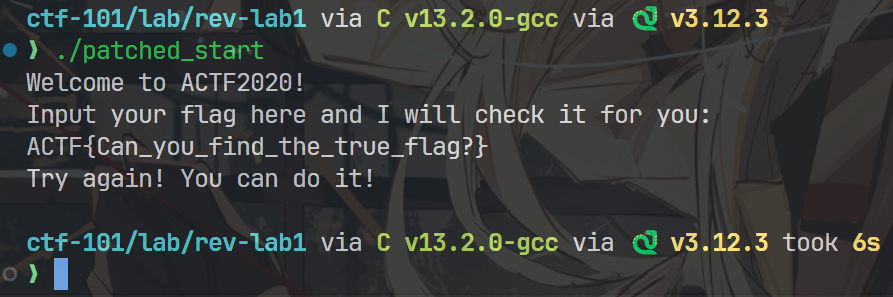 ctf-101/lab/rev-lab1 via C v13.2.0-gcc via v3.12.3
❯ ./patched_start
Welcome to ACTF2020!
Input your flag here and I will check it for you:
ACTF{Can_you_find_the_true_flag?}
Try again! You can do it!
ctf-101/lab/rev-lab1 via C v13.2.0-gcc via v3.12.3 took 6s
❯